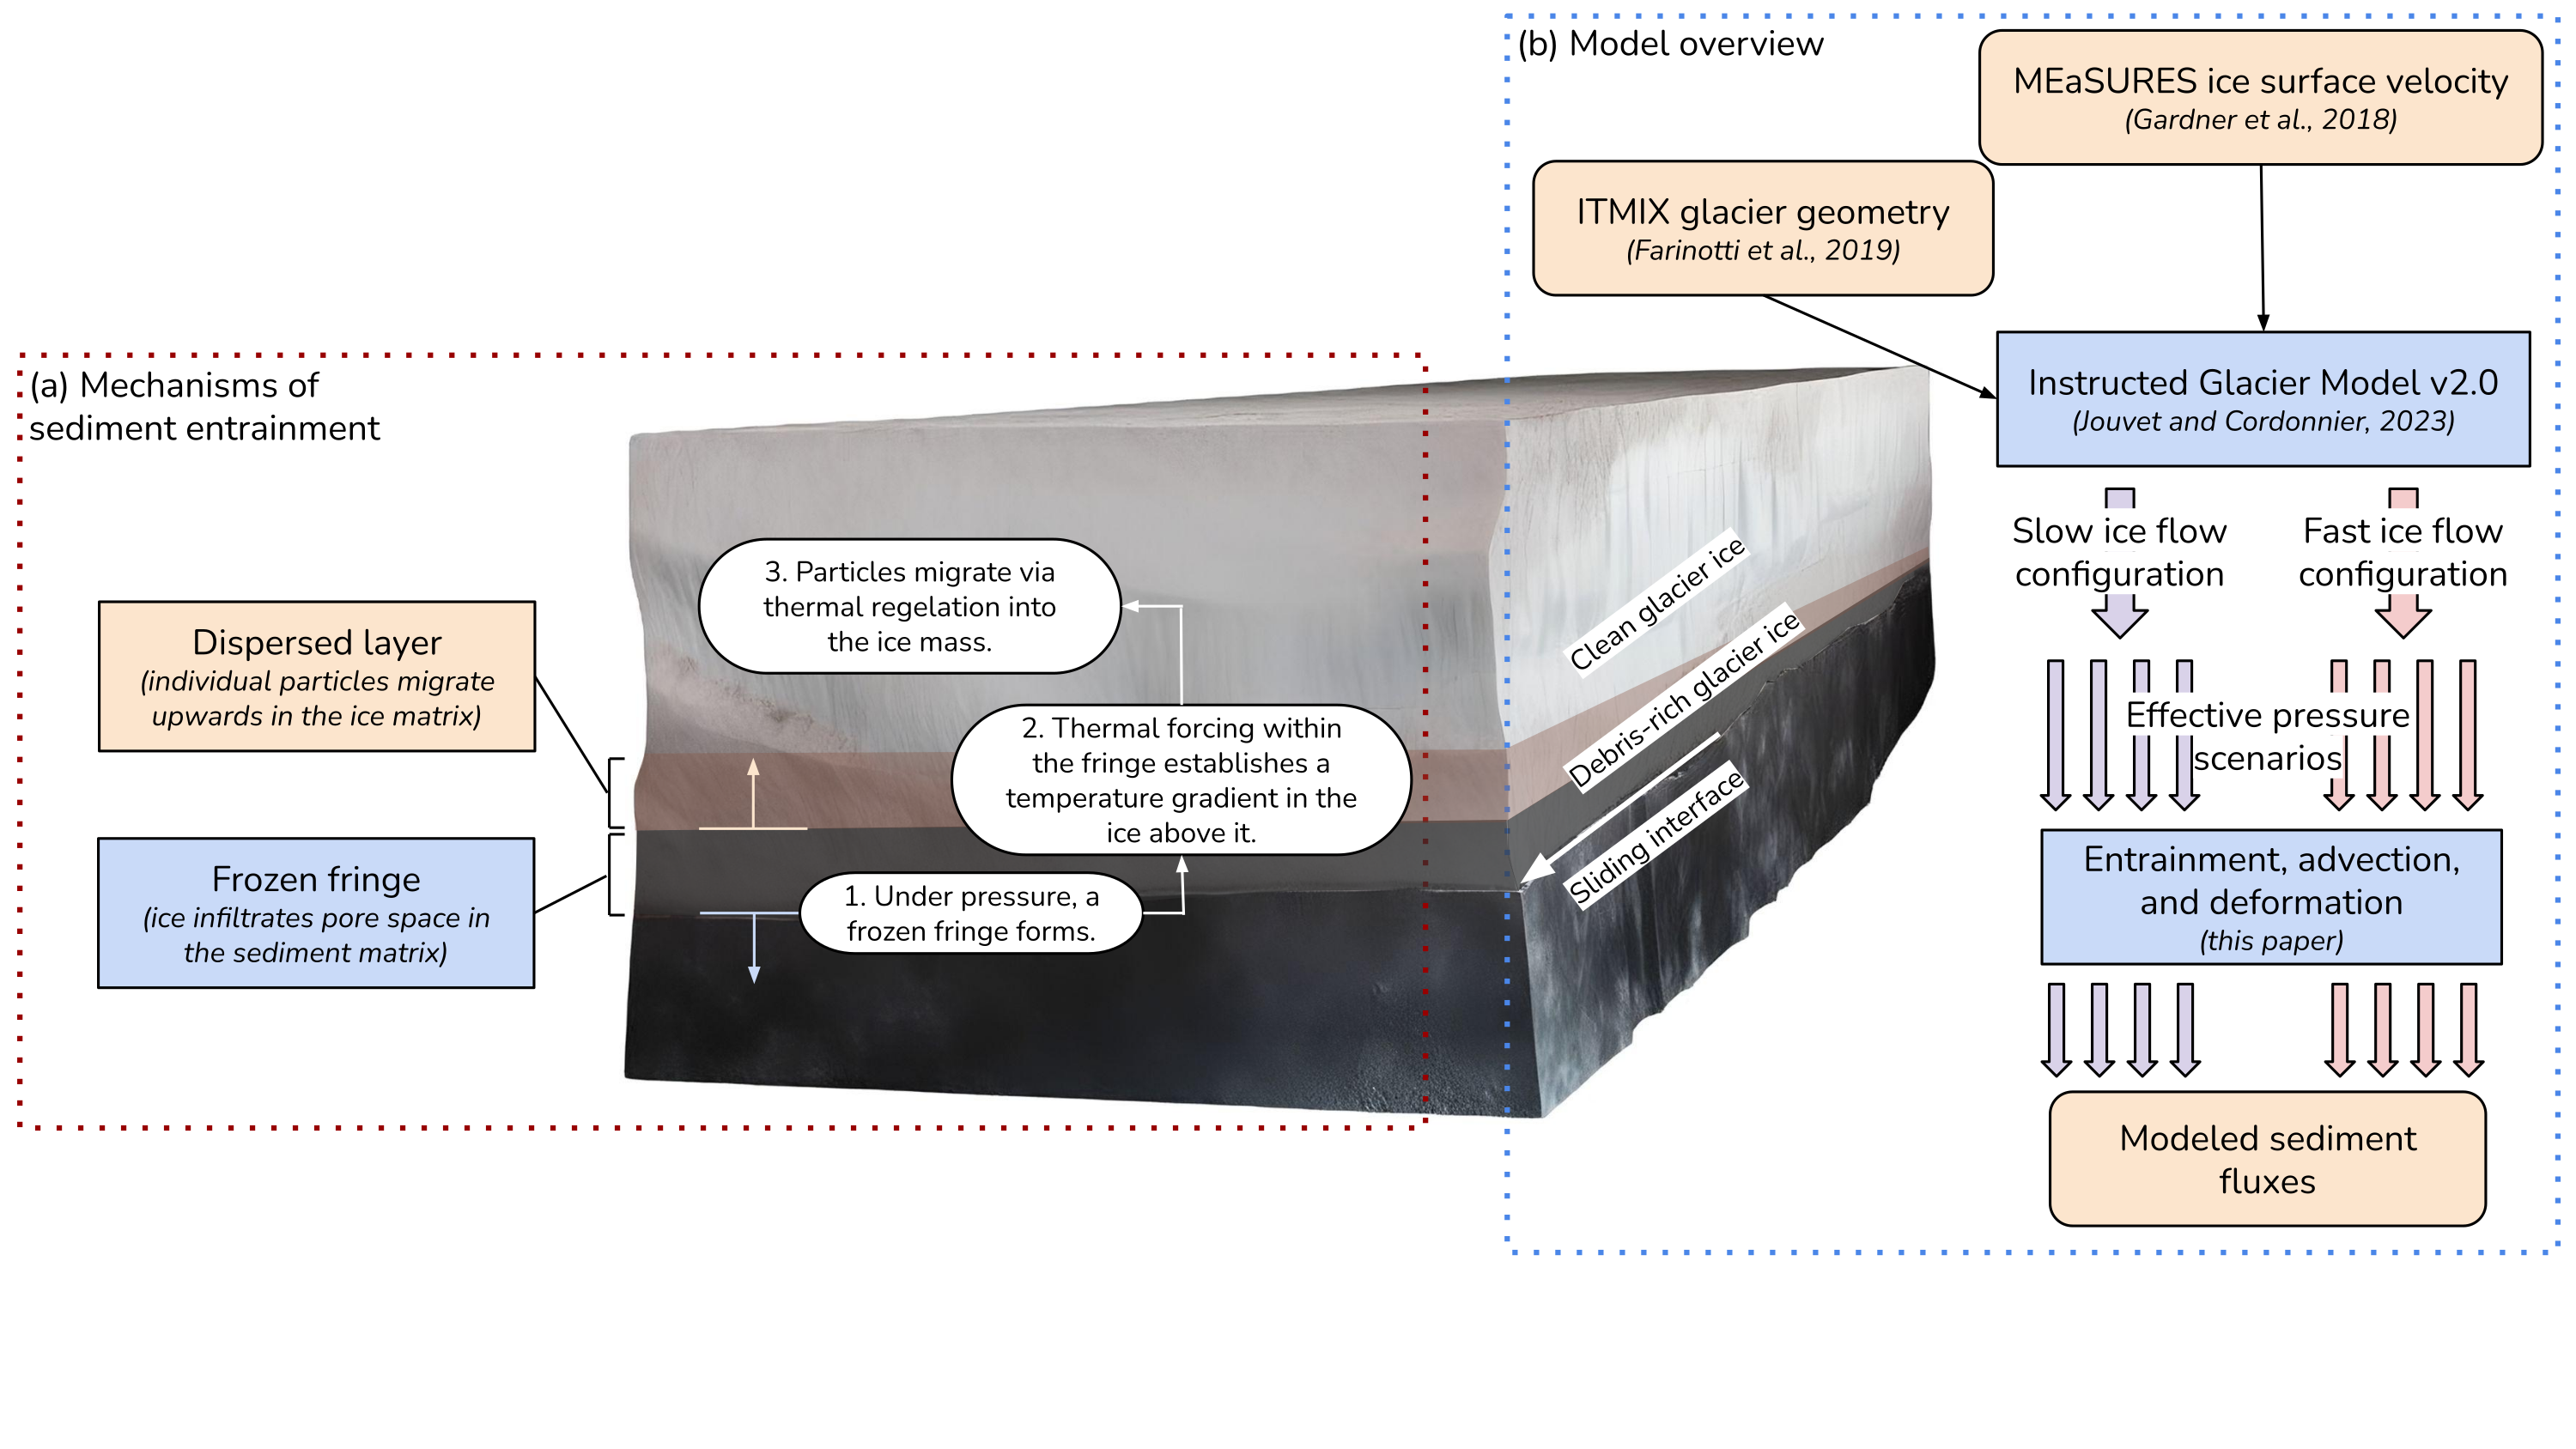 (a) Mechanisms of
sediment entrainment
Dispersed layer
(individual particles migrate
upwards in the ice matrix)
Frozen fringe
(ice infiltrates pore space in
the sediment matrix)
3. Particles migrate via
thermal regelation into
the ice mass.
2. Thermal forcing within
the fringe establishes a
temperature gradient in the
ice above it.
1. Under pressure, a
frozen fringe forms.
Clean glacier ice
Debris-rich glacier ice
Sliding interface
(b) Model overview
MEaSURES ice surface velocity
(Gardner et al., 2018)
ITMIX glacier geometry
(Farinotti et al., 2019)
Instructed Glacier Model v2.0
(Jouvet and Cordonnier, 2023)
Slow ice flow
configuration
Fast ice flow
configuration
Effective pressure
scenarios
Entrainment, advection,
and deformation
(this paper)
Modeled sediment
fluxes